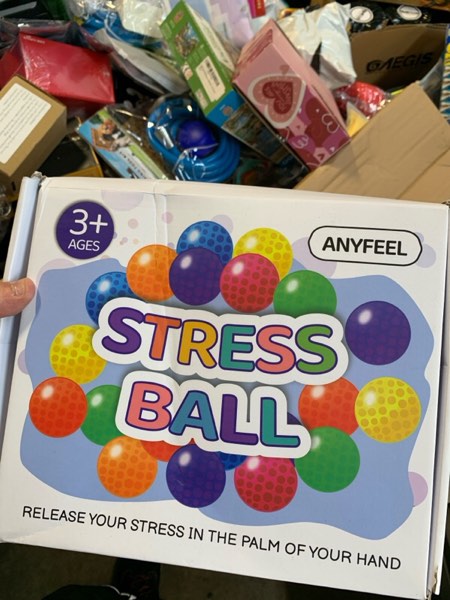 AEGIS
3+
AGES
ANYFEEL
STRESS
BALL
RELEASE YOUR STRESS IN THE PALM OF YOUR HAND